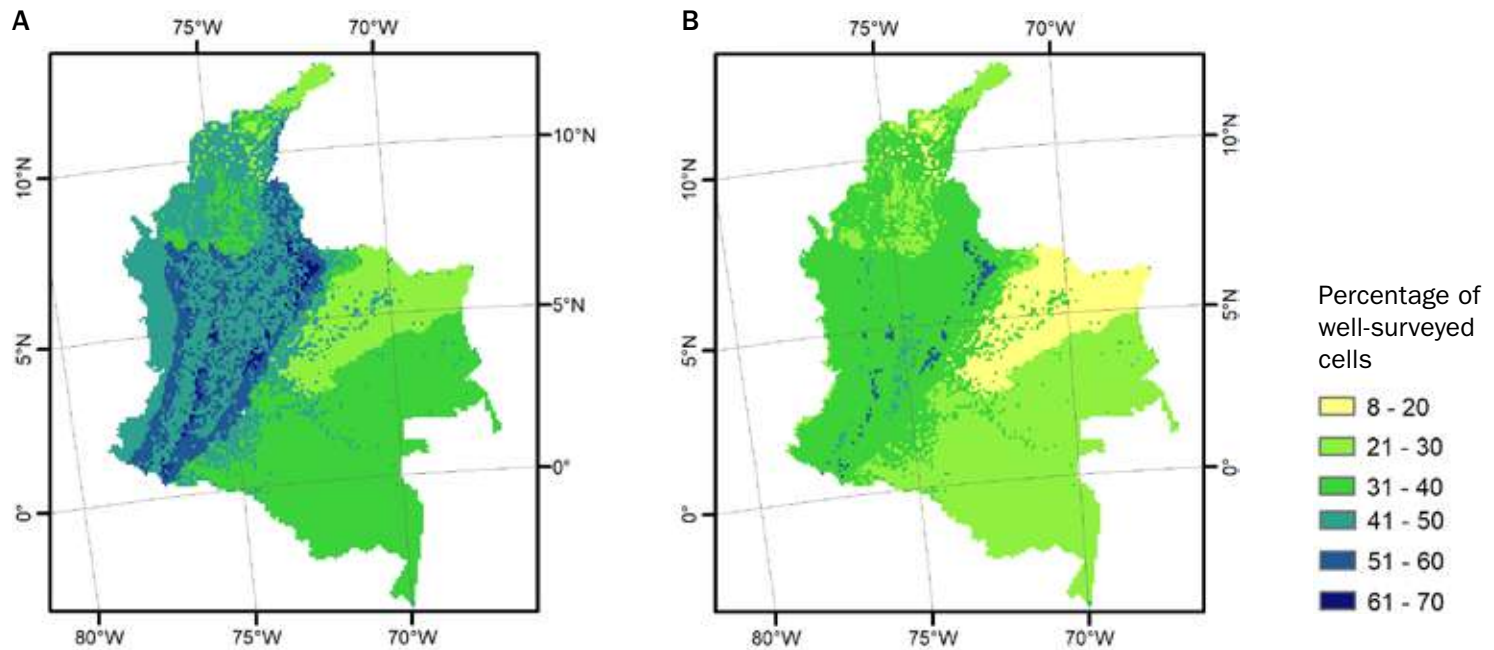 A
75°W 70°W
10°N
5°N
0°
10°N
5°N
0°
80°W 75°W 70°W
B
75°W 70°W
10°N
5°N
0°
10°N
5°N
0°
80°W 75°W 70°W
Percentage of
well-surveyed
cells
8 - 20
21 - 30
31 - 40
41 - 50
51 - 60
61 - 70